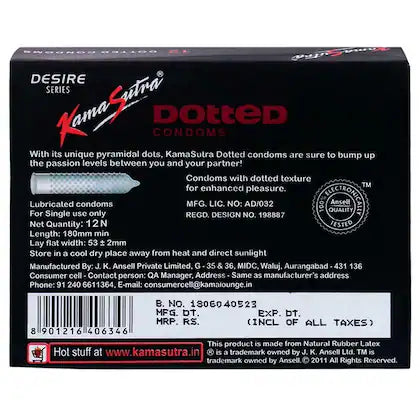 12 DOTTED CONDOMS
DESIRE
SERIES
KamaSutra®
DOTTED
CONDOMS
With its unique pyramidal dots, KamaSutra Dotted condoms are sure to bump up
the passion levels between you and your partner!
Condoms with dotted texture
for enhanced pleasure.
Lubricated condoms
For Single use only
Net Quantity: 12N
Length: 180mm min
Lay flat width: 53 ± 2mm
MFG. LIC. NO: AD/032
REGD. DESIGN NO. 198887
100% ELECTRONICALLY TESTED
Ansell
QUALITY
TM
Store in a cool dry place away from heat and direct sunlight
Manufactured By: J. K. Ansell Private Limited, G - 35 & 36, MIDC, Waluj, Aurangabad - 431 136
Consumer cell - Contact person: QA Manager, Address - Same as manufacturer's address
Phone: 91 240 6611364, E-mail: consumercell@kamalounge.in
B. NO. 1806040523
MFG. DT. EXP. DT.
MRP. RS. (INCL OF ALL TAXES)
8 901216 406346
Hot stuff at www.kamasutra.in
This product is made from Natural Rubber Latex
® is a trademark owned by J. K. Ansell Ltd. TM is
a trademark owned by Ansell. © 2011 All Rights Reserved.